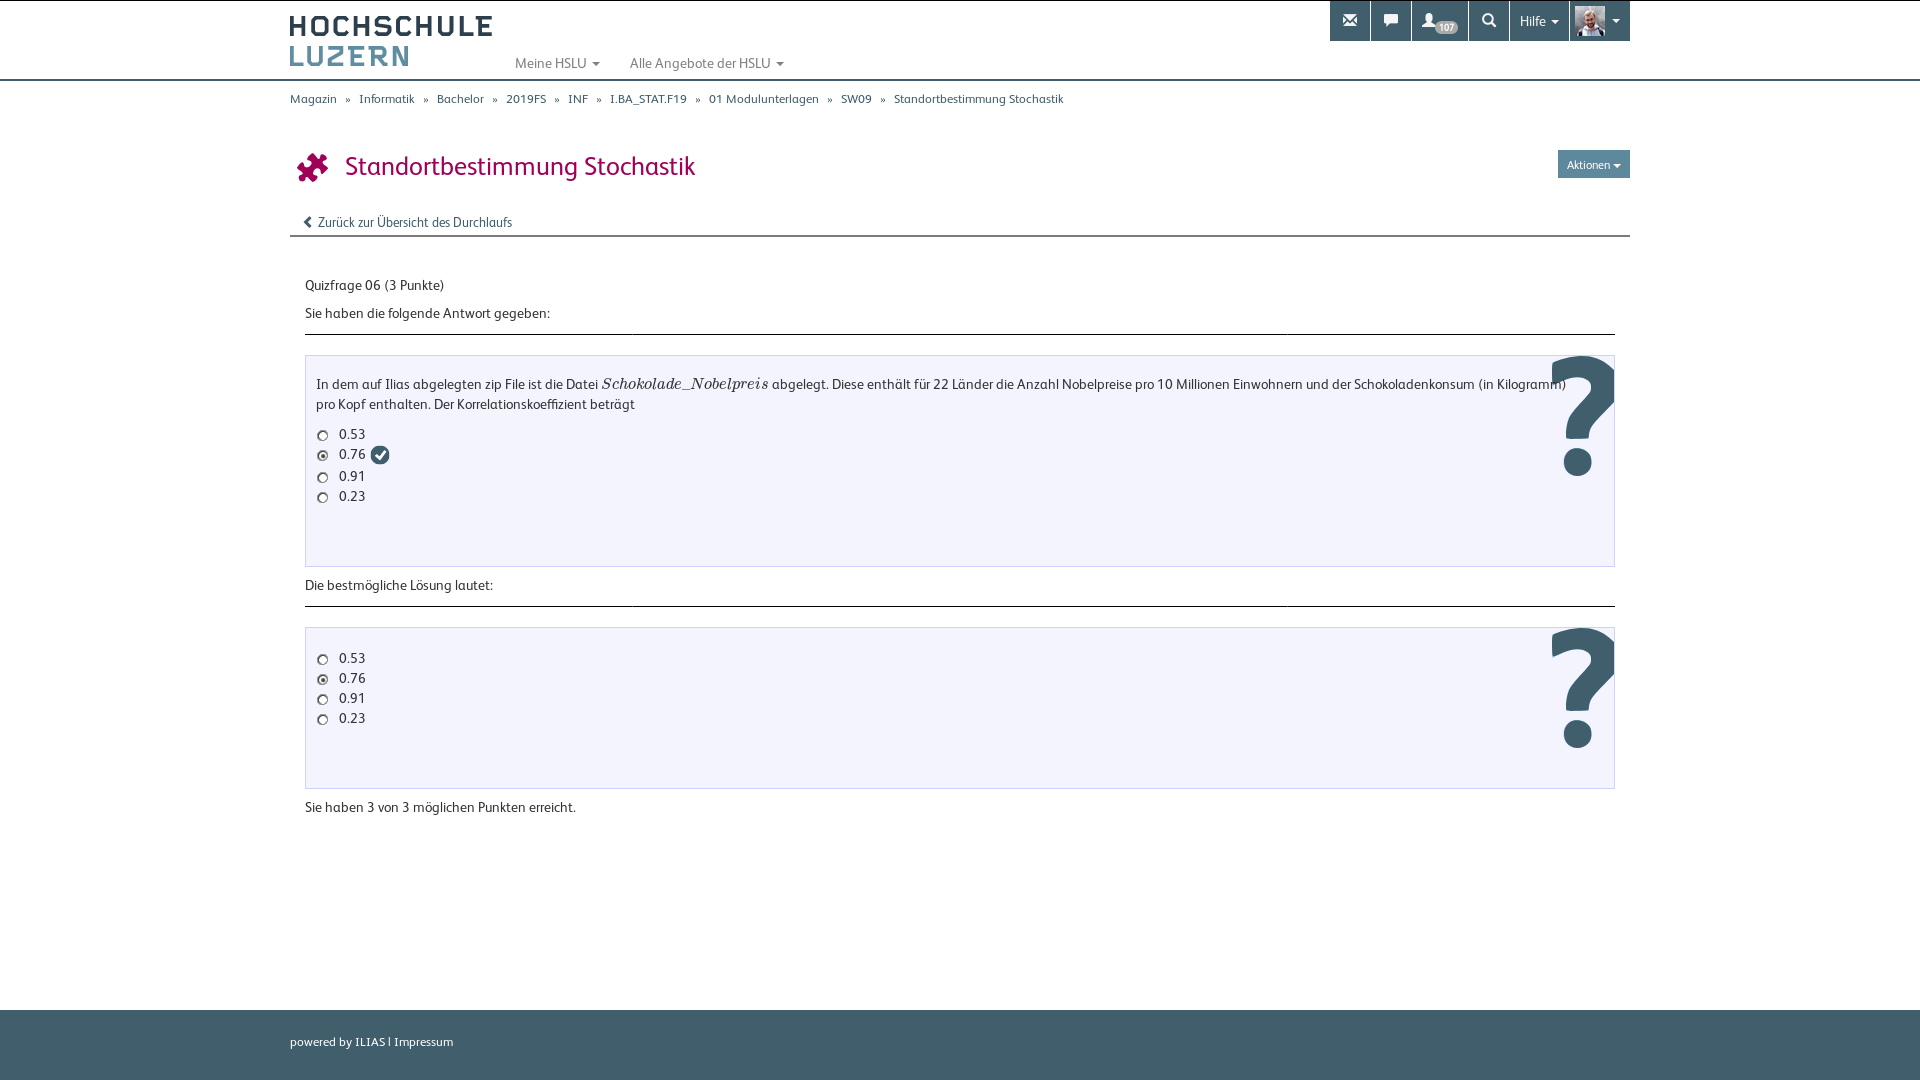 HOCHSCHULE
LUZERN
Meine HSLU
Alle Angebote der HSLU
107
Hilfe
Magazin » Informatik » Bachelor » 2019FS » INF » I.BA_STAT.F19 » 01 Modulunterlagen » SW09 » Standortbestimmung Stochastik
Standortbestimmung Stochastik
Aktionen
Zurück zur Übersicht des Durchlaufs
Quizfrage 06 (3 Punkte)
Sie haben die folgende Antwort gegeben:
In dem auf Ilias abgelegten zip File ist die Datei Schokolade_Nobelpreis abgelegt. Diese enthält für 22 Länder die Anzahl Nobelpreise pro 10 Millionen Einwohnern und der Schokoladenkonsum (in Kilogramm)
pro Kopf enthalten. Der Korrelationskoeffizient beträgt
0.53
0.76
0.91
0.23
?
Die bestmögliche Lösung lautet:
0.53
0.76
0.91
0.23
?
Sie haben 3 von 3 möglichen Punkten erreicht.
powered by ILIAS | Impressum